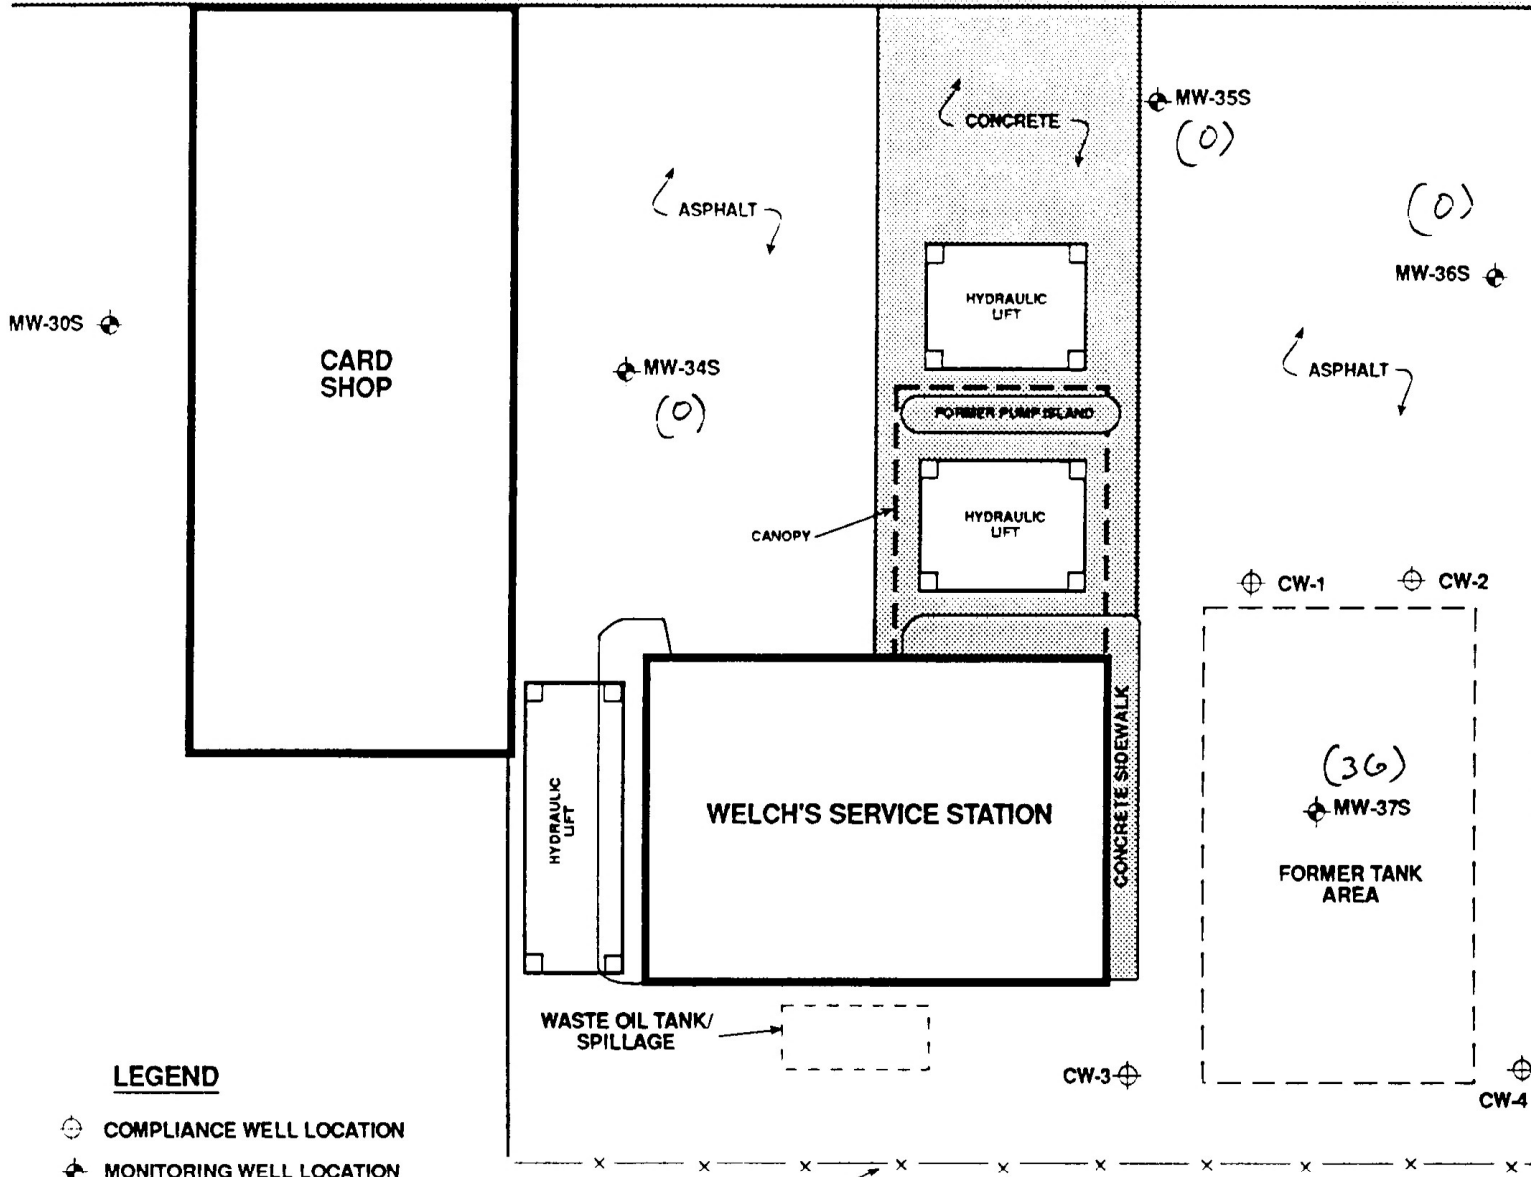 MW-35S
(0)
CONCRETE
ASPHALT
(0)
MW-36S
HYDRAULIC
LIFT
MW-30S
CARD
SHOP
MW-34S
(0)
ASPHALT
FORMER PUMP ISLAND
HYDRAULIC
LIFT
CANOPY
CW-1
CW-2
CONCRETE SIDEWALK
HYDRAULIC
LIFT
WELCH'S SERVICE STATION
(36)
MW-37S
FORMER TANK
AREA
WASTE OIL TANK/
SPILLAGE
CW-3
CW-4
LEGEND
COMPLIANCE WELL LOCATION
MONITORING WELL LOCATION